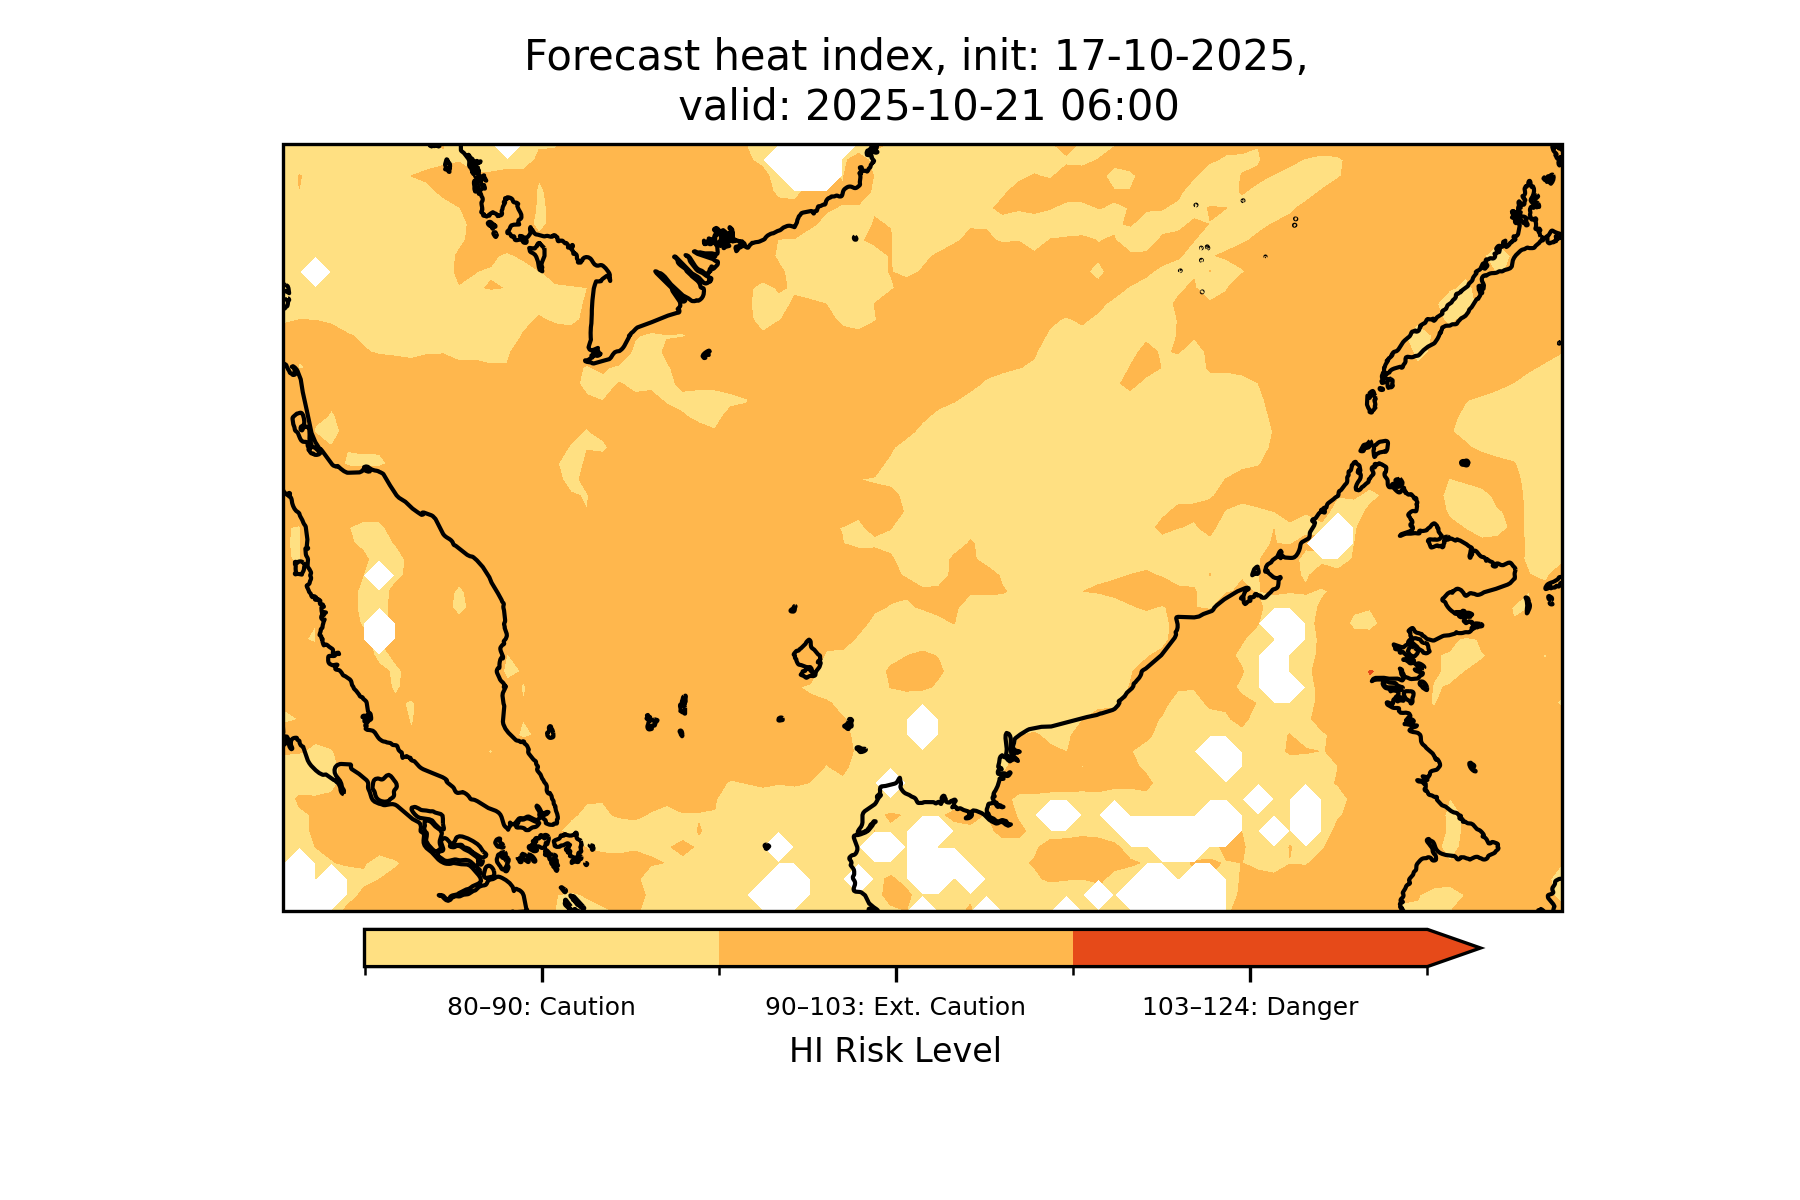 Forecast heat index, init: 17-10-2025,
valid: 2025-10-21 06:00
80–90: Caution
90–103: Ext. Caution
103–124: Danger
HI Risk Level